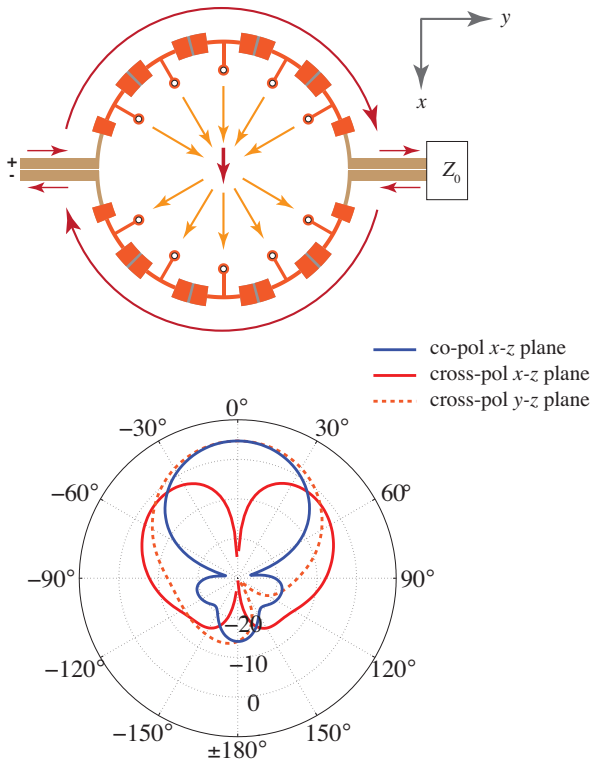 y
x
+
-
Z0
co-pol x-z plane
cross-pol x-z plane
cross-pol y-z plane
0°
−30°
30°
−60°
60°
−90°
90°
−20
−120°
−10
120°
0
−150°
150°
±180°